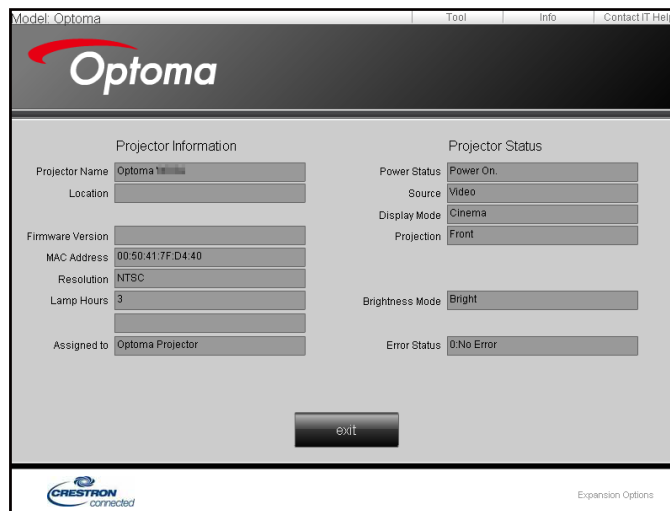 Model: Optoma
Tool
Info
Contact IT Hel
Optoma
Projector Information
Projector Name
Optoma
Location
Firmware Version
MAC Address
00:50:41:7F:D4:40
Resolution
NTSC
Lamp Hours
3
Assigned to
Optoma Projector
Projector Status
Power Status
Power On.
Source
Video
Display Mode
Cinema
Projection
Front
Brightness Mode
Bright
Error Status
0:No Error
exit
CRESTRON
connected
Expansion Options